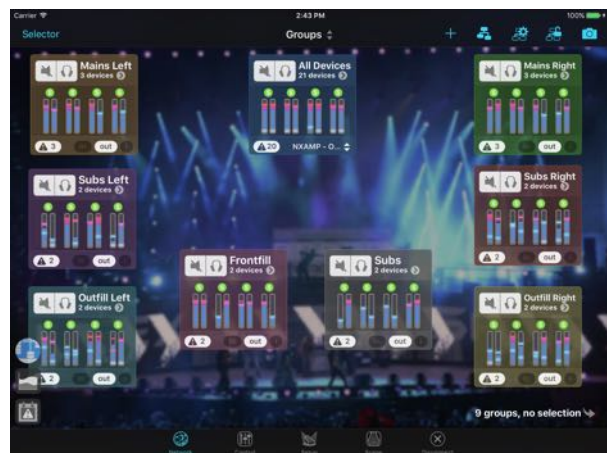 Carrier 2:43 PM 100%
Selector Groups
Mains Left
3 devices
3 out
All Devices
21 devices
20 NXAMP - O...
Mains Right
3 devices
3 out
Subs Left
2 devices
2 out
Subs Right
2 devices
2 out
Frontfill
2 devices
2 out
Subs
2 devices
2 out
Outfill Left
2 devices
2 out
Outfill Right
2 devices
2 out
9 groups, no selection
Network